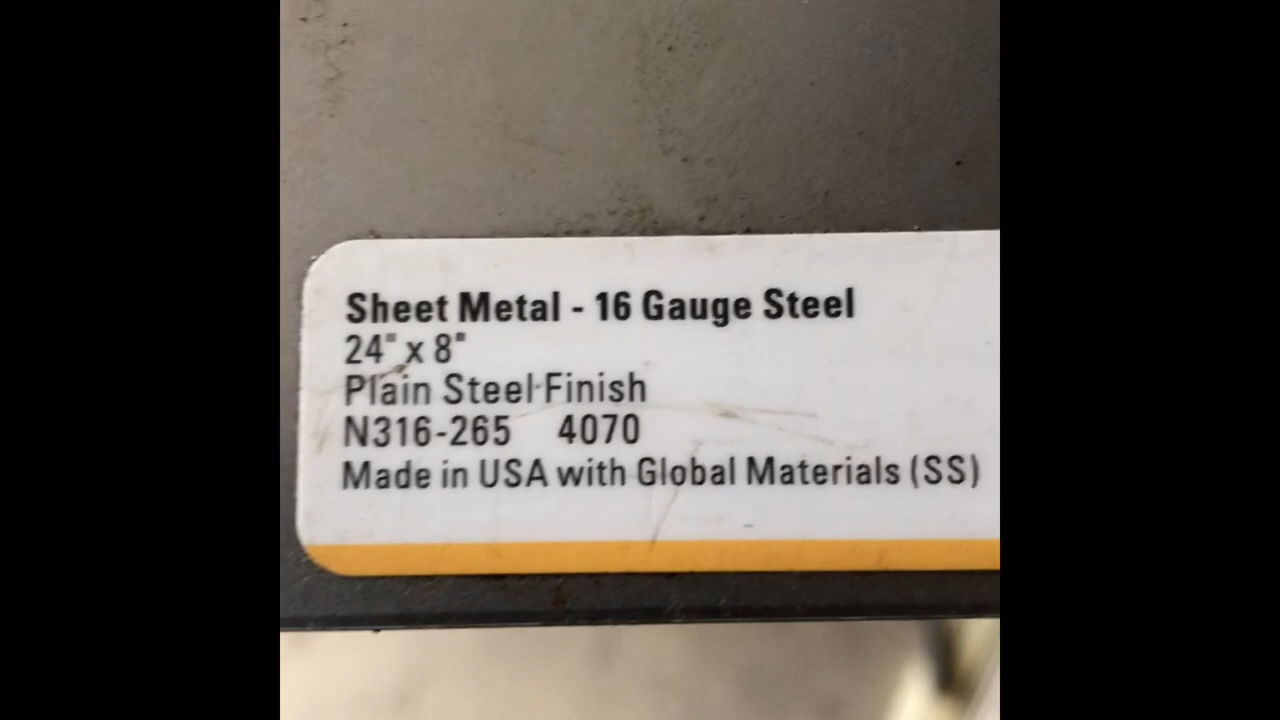 Sheet Metal - 16 Gauge Steel
24" x 8"
Plain Steel Finish
N316-265 4070
Made in USA with Global Materials (SS)